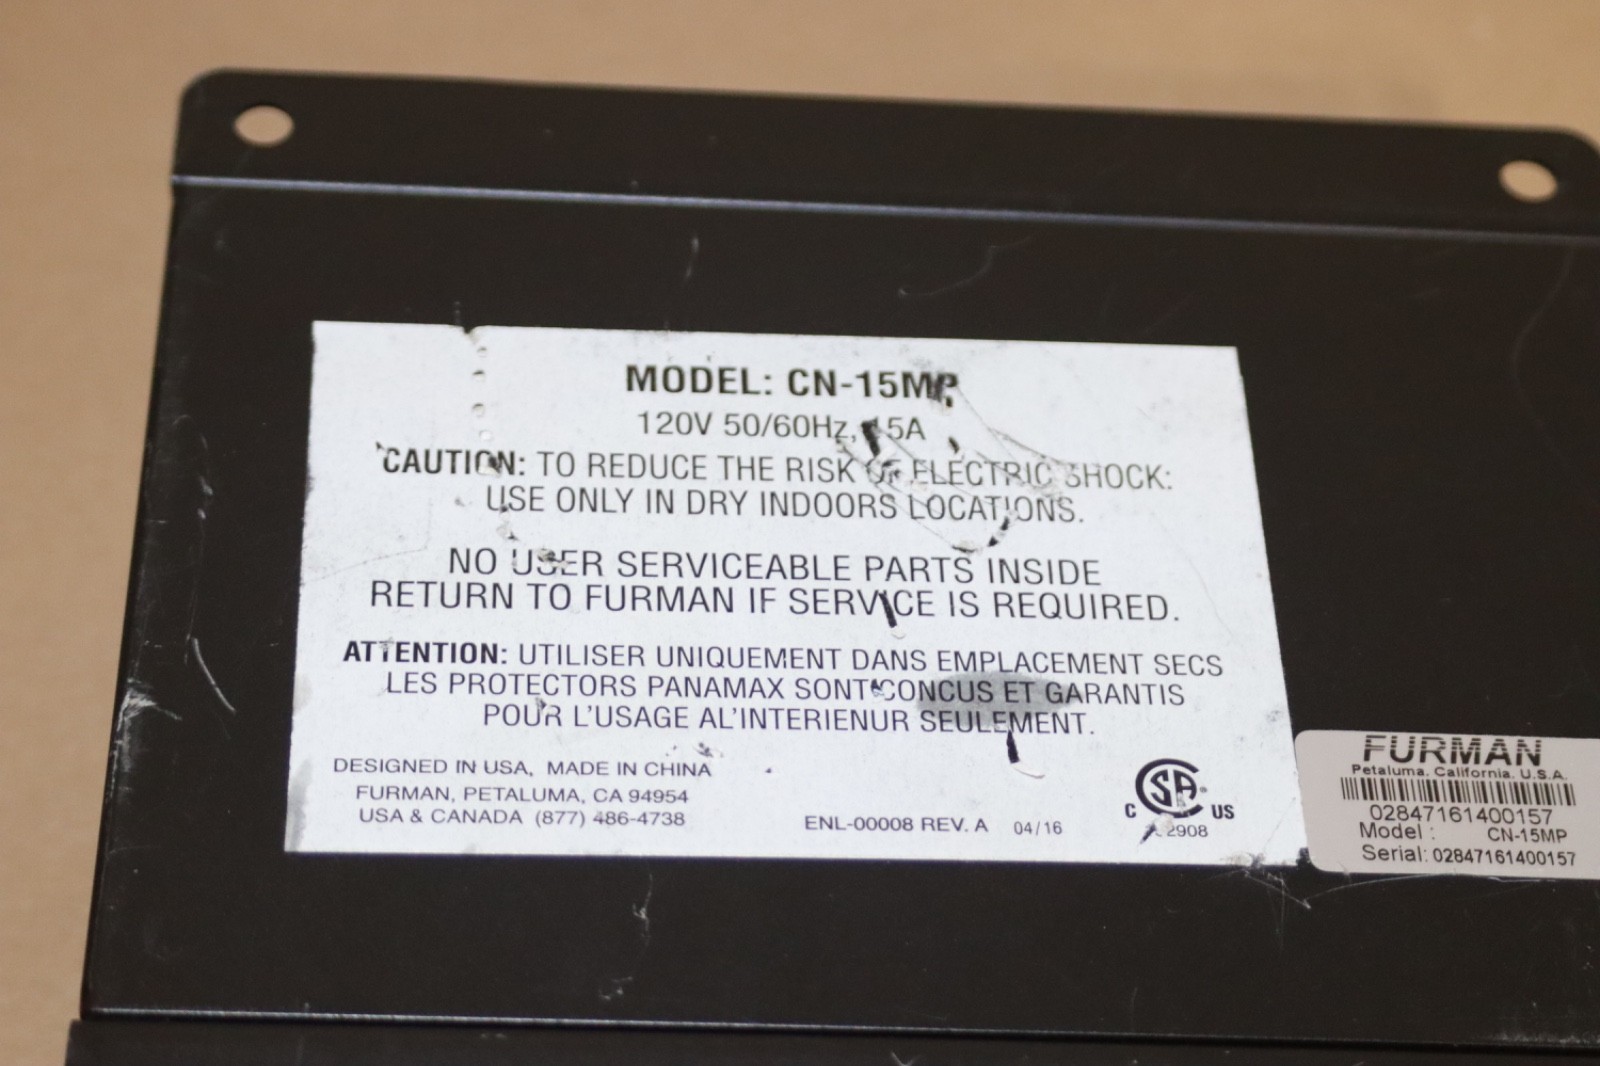 MODEL: CN-15MP
120V 50/60Hz, 15A
CAUTION: TO REDUCE THE RISK OF ELECTRIC SHOCK:
USE ONLY IN DRY INDOORS LOCATIONS.
NO USER SERVICEABLE PARTS INSIDE
RETURN TO FURMAN IF SERVICE IS REQUIRED.
ATTENTION: UTILISER UNIQUEMENT DANS EMPLACEMENT SECS
LES PROTECTORS PANAMAX SONT CONCUS ET GARANTIS
POUR L'USAGE AL'INTERIENUR SEULEMENT.
DESIGNED IN USA, MADE IN CHINA
FURMAN, PETALUMA, CA 94954
USA & CANADA (877) 486-4738
ENL-00008 REV. A 04/16
C SA US
FURMAN
Petaluma, California, U.S.A.
02847161400157
Model : CN-15MP
Serial: 02847161400157